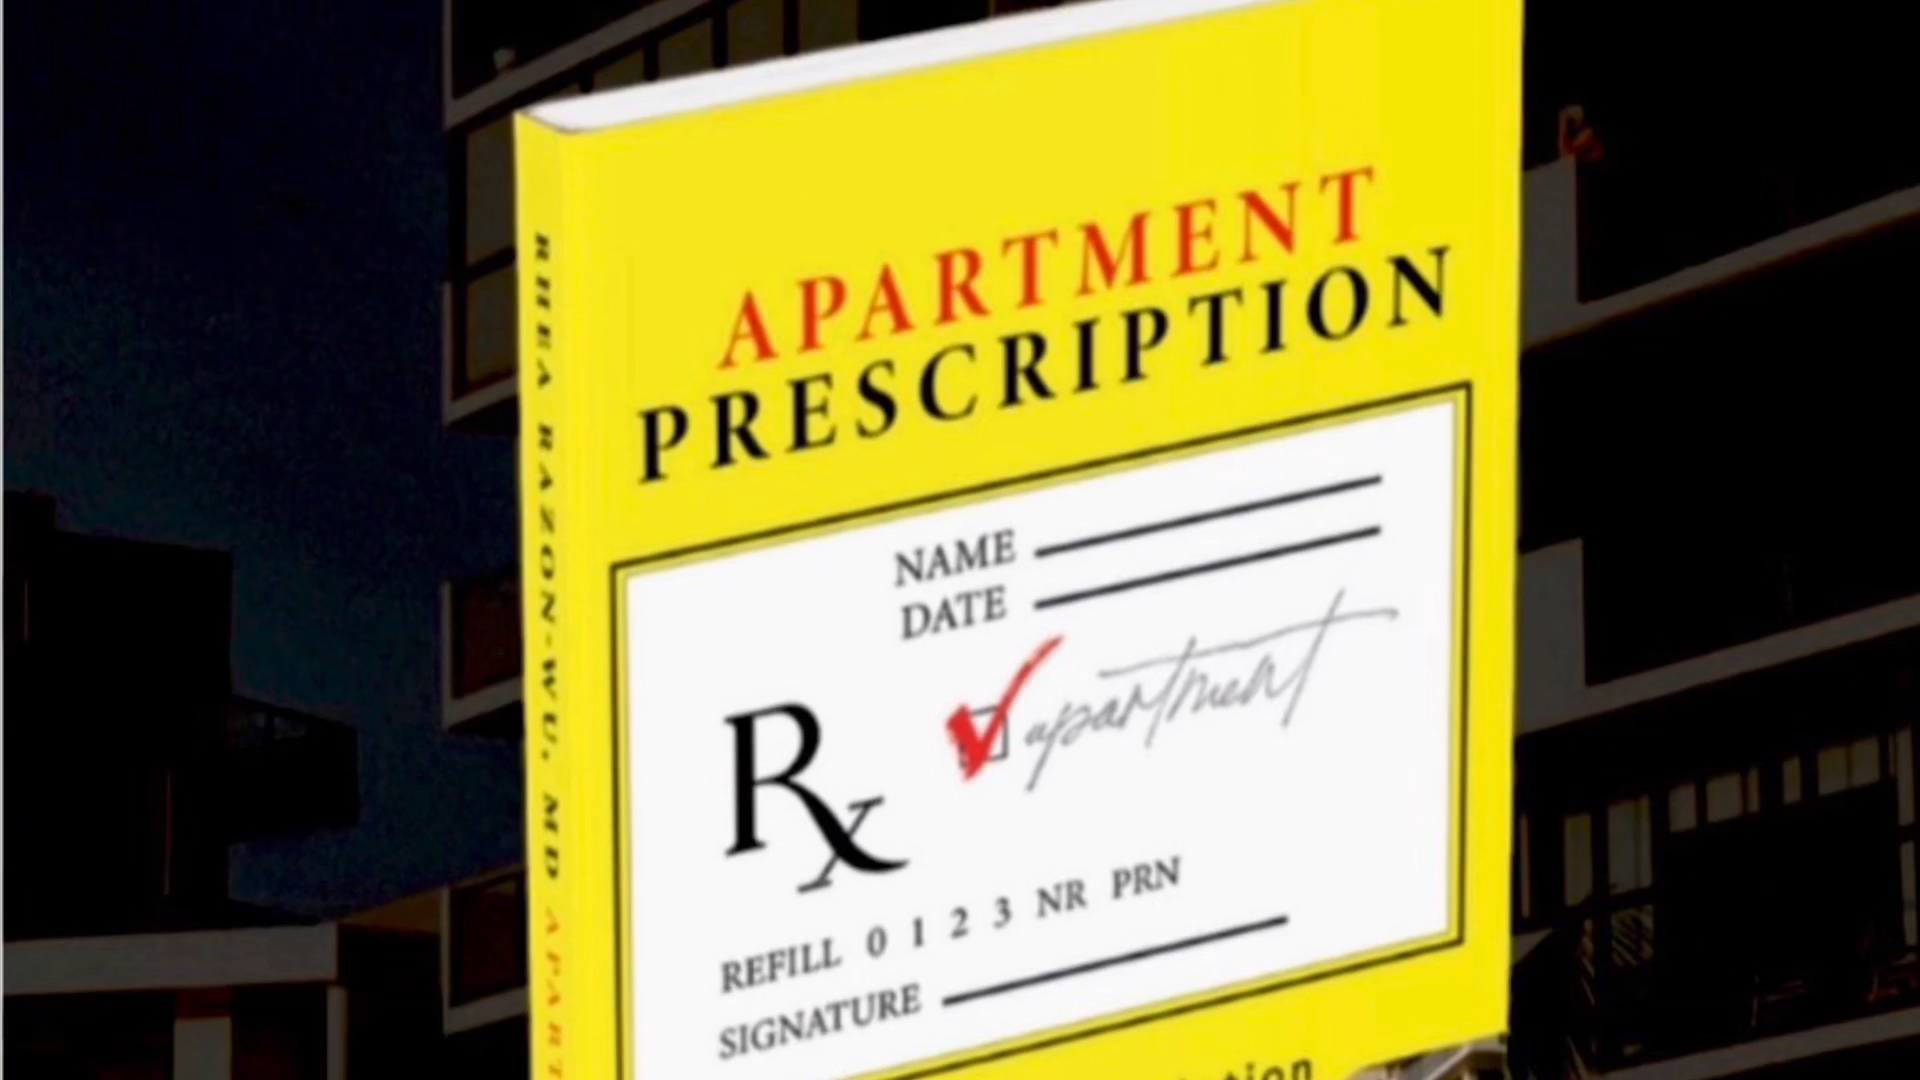 APARTMENT
PRESCRIPTION
NAME
DATE
Rx
apartment
REFILL 0 1 2 3 NR PRN
SIGNATURE
RHEA RAZON-WU, MD